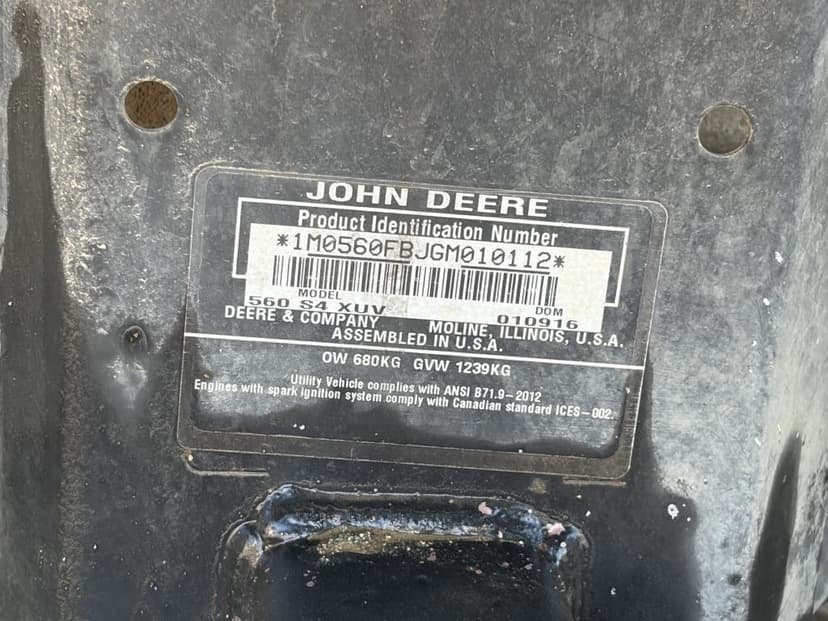 JOHN DEERE
Product Identification Number
*1M0560FBJGM010112*
MODEL DOM
560 S4 XUV 010916
DEERE & COMPANY MOLINE, ILLINOIS, U.S.A.
ASSEMBLED IN U.S.A.
OW 680KG GVW 1239KG
Utility Vehicle complies with ANSI B71.9-2012
Engines with spark ignition system comply with Canadian standard ICES-002.